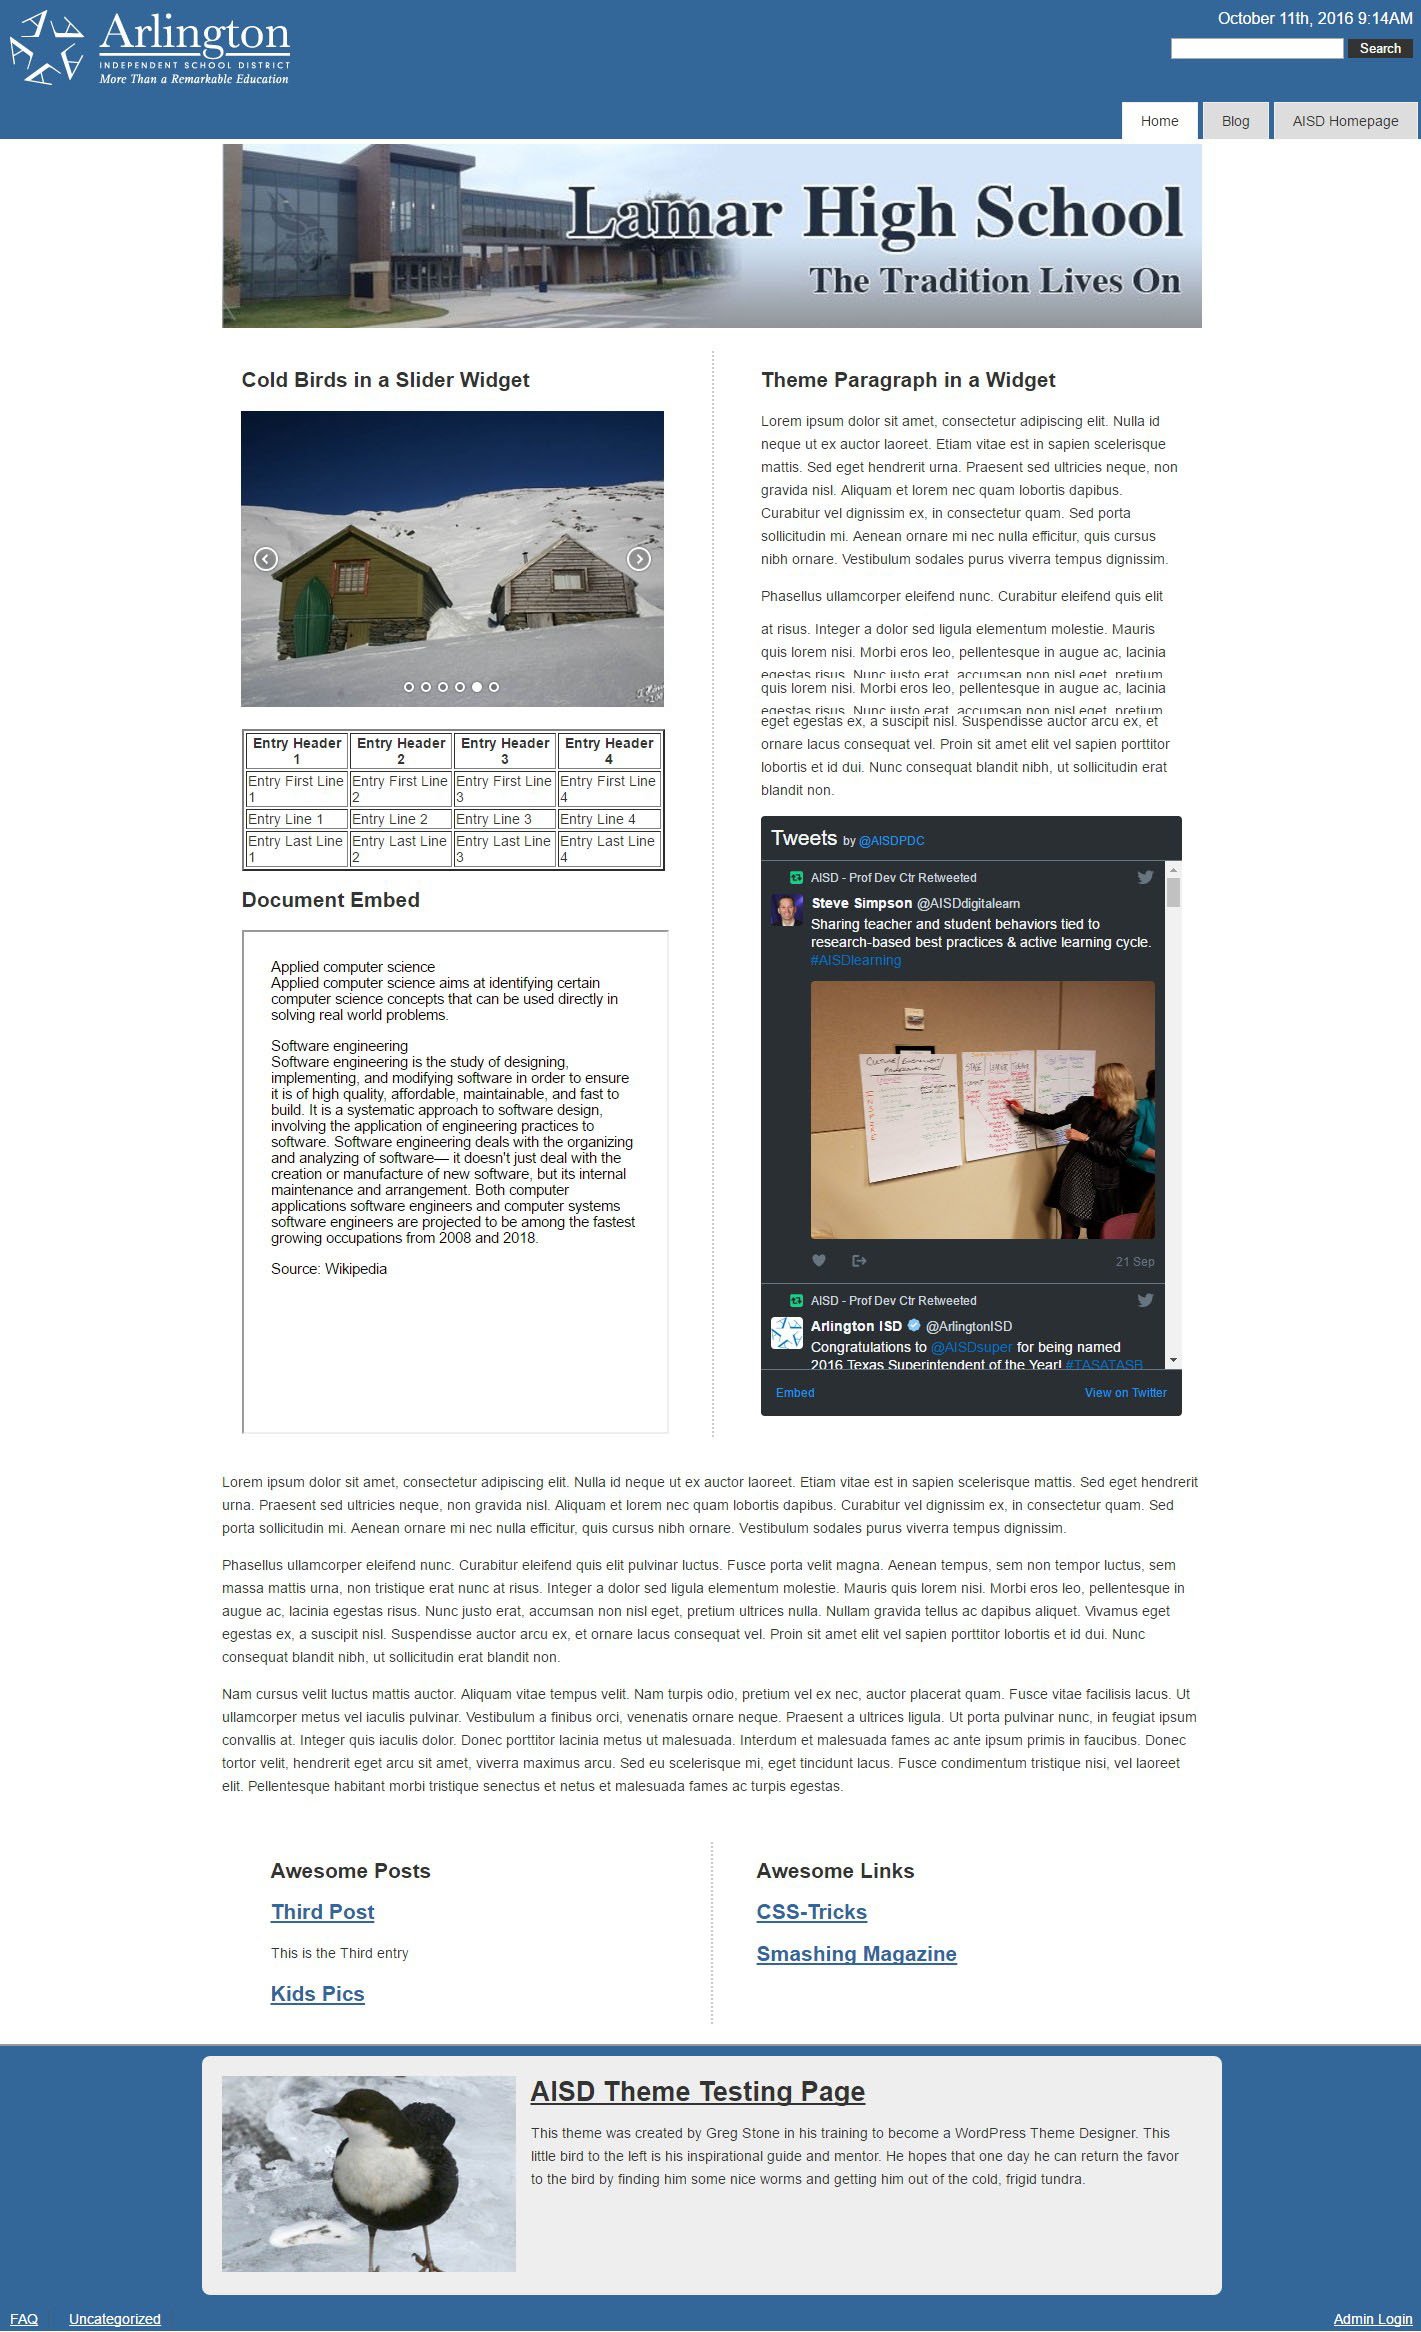 Arlington
INDEPENDENT SCHOOL DISTRICT
More Than a Remarkable Education
October 11th, 2016 9:14AM
Search
Home
Blog
AISD Homepage
Lamar High School
The Tradition Lives On
Cold Birds in a Slider Widget
Entry Header 1
Entry Header 2
Entry Header 3
Entry Header 4
Entry First Line 1
Entry First Line 2
Entry First Line 3
Entry First Line 4
Entry Line 1
Entry Line 2
Entry Line 3
Entry Line 4
Entry Last Line 1
Entry Last Line 2
Entry Last Line 3
Entry Last Line 4
Document Embed
Applied computer science
Applied computer science aims at identifying certain
computer science concepts that can be used directly in
solving real world problems.
Software engineering
Software engineering is the study of designing,
implementing, and modifying software in order to ensure
it is of high quality, affordable, maintainable, and fast to
build. It is a systematic approach to software design,
involving the application of engineering practices to
software. Software engineering deals with the organizing
and analyzing of software— it doesn't just deal with the
creation or manufacture of new software, but its internal
maintenance and arrangement. Both computer
applications software engineers and computer systems
software engineers are projected to be among the fastest
growing occupations from 2008 and 2018.
Source: Wikipedia
Theme Paragraph in a Widget
Lorem ipsum dolor sit amet, consectetur adipiscing elit. Nulla id
neque ut ex auctor laoreet. Etiam vitae est in sapien scelerisque
mattis. Sed eget hendrerit urna. Praesent sed ultricies neque, non
gravida nisl. Aliquam et lorem nec quam lobortis dapibus.
Curabitur vel dignissim ex, in consectetur quam. Sed porta
sollicitudin mi. Aenean ornare mi nec nulla efficitur, quis cursus
nibh ornare. Vestibulum sodales purus viverra tempus dignissim.
Phasellus ullamcorper eleifend nunc. Curabitur eleifend quis elit
at risus. Integer a dolor sed ligula elementum molestie. Mauris
quis lorem nisi. Morbi eros leo, pellentesque in augue ac, lacinia
egestas risus. Nunc justo erat, accumsan non nisl eget, pretium
quis lorem nisi. Morbi eros leo, pellentesque in augue ac, lacinia
egestas risus. Nunc justo erat, accumsan non nisl eget, pretium
eget egestas ex, a suscipit nisl. Suspendisse auctor arcu ex, et
ornare lacus consequat vel. Proin sit amet elit vel sapien porttitor
lobortis et id dui. Nunc consequat blandit nibh, ut sollicitudin erat
blandit non.
Tweets by @AISDPDC
AISD - Prof Dev Ctr Retweeted
Steve Simpson @AISDdigitalearn
Sharing teacher and student behaviors tied to
research-based best practices & active learning cycle.
#AISDlearning
21 Sep
AISD - Prof Dev Ctr Retweeted
Arlington ISD @ArlingtonISD
Congratulations to @AISDsuper for being named
2016 Texas Superintendent of the Year! #TASATASB
Embed
View on Twitter
Lorem ipsum dolor sit amet, consectetur adipiscing elit. Nulla id neque ut ex auctor laoreet. Etiam vitae est in sapien scelerisque mattis. Sed eget hendrerit
urna. Praesent sed ultricies neque, non gravida nisl. Aliquam et lorem nec quam lobortis dapibus. Curabitur vel dignissim ex, in consectetur quam. Sed
porta sollicitudin mi. Aenean ornare mi nec nulla efficitur, quis cursus nibh ornare. Vestibulum sodales purus viverra tempus dignissim.
Phasellus ullamcorper eleifend nunc. Curabitur eleifend quis elit pulvinar luctus. Fusce porta velit magna. Aenean tempus, sem non tempor luctus, sem
massa mattis urna, non tristique erat nunc at risus. Integer a dolor sed ligula elementum molestie. Mauris quis lorem nisi. Morbi eros leo, pellentesque in
augue ac, lacinia egestas risus. Nunc justo erat, accumsan non nisl eget, pretium ultrices nulla. Nullam gravida tellus ac dapibus aliquet. Vivamus eget
egestas ex, a suscipit nisl. Suspendisse auctor arcu ex, et ornare lacus consequat vel. Proin sit amet elit vel sapien porttitor lobortis et id dui. Nunc
consequat blandit nibh, ut sollicitudin erat blandit non.
Nam cursus velit luctus mattis auctor. Aliquam vitae tempus velit. Nam turpis odio, pretium vel ex nec, auctor placerat quam. Fusce vitae facilisis lacus. Ut
ullamcorper metus vel iaculis pulvinar. Vestibulum a finibus orci, venenatis ornare neque. Praesent a ultrices ligula. Ut porta pulvinar nunc, in feugiat ipsum
convallis at. Integer quis iaculis dolor. Donec porttitor lacinia metus ut malesuada. Interdum et malesuada fames ac ante ipsum primis in faucibus. Donec
tortor velit, hendrerit eget arcu sit amet, viverra maximus arcu. Sed eu scelerisque mi, eget tincidunt lacus. Fusce condimentum tristique nisi, vel laoreet
elit. Pellentesque habitant morbi tristique senectus et netus et malesuada fames ac turpis egestas.
Awesome Posts
Third Post
This is the Third entry
Kids Pics
Awesome Links
CSS-Tricks
Smashing Magazine
AISD Theme Testing Page
This theme was created by Greg Stone in his training to become a WordPress Theme Designer. This
little bird to the left is his inspirational guide and mentor. He hopes that one day he can return the favor
to the bird by finding him some nice worms and getting him out of the cold, frigid tundra.
FAQ
Uncategorized
Admin Login